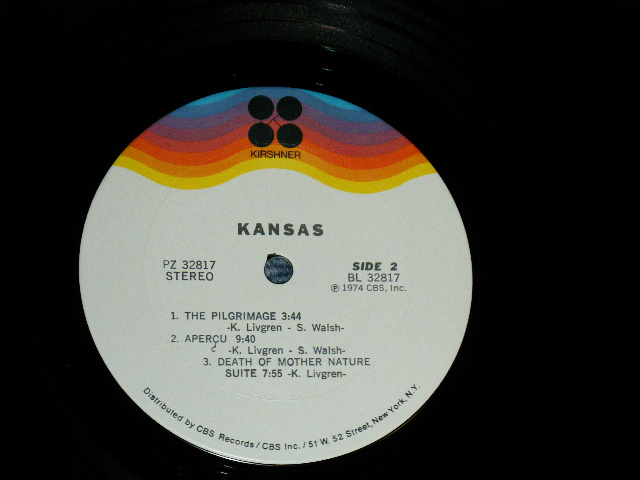 KIRSHNER
KANSAS
PZ 32817
STEREO
SIDE 2
BL 32817
℗ 1974 CBS, Inc.
1. THE PILGRIMAGE 3:44
-K. Livgren - S. Walsh-
2. APERÇU 9:40
-K. Livgren - S. Walsh-
3. DEATH OF MOTHER NATURE
SUITE 7:55 -K. Livgren-
Distributed by CBS Records / CBS Inc. / 51 W. 52 Street, New York, N.Y.